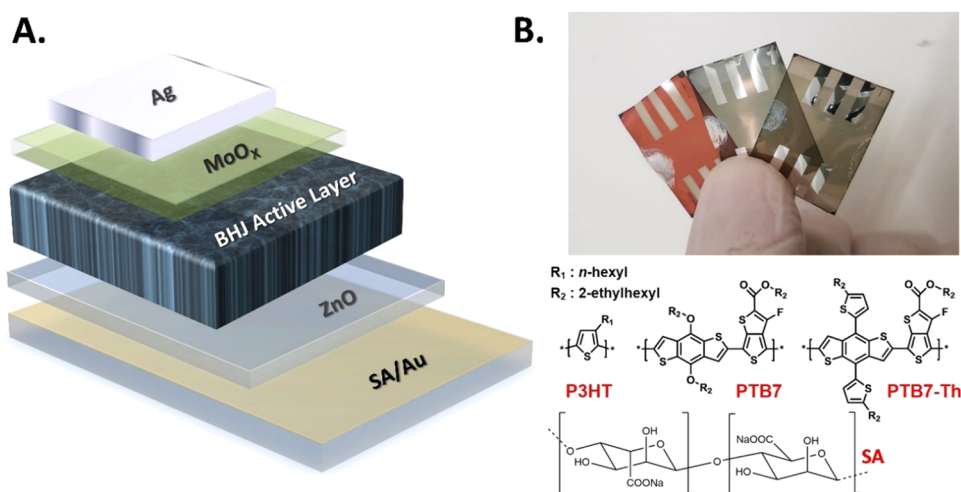 A.
Ag
MoOX
BHJ Active Layer
ZnO
SA/Au
B.
R1 : n-hexyl
R2 : 2-ethylhexyl
R1
S
*
*
P3HT
R2
O
O
O
R2
S
F
S
S
S
*
*
O
R2
PTB7
R2
S
O
O
R2
S
F
S
S
S
*
*
S
R2
PTB7-Th
O
HO
OH
O
COONa
O
NaOOC
HO
OH
O
O
SA